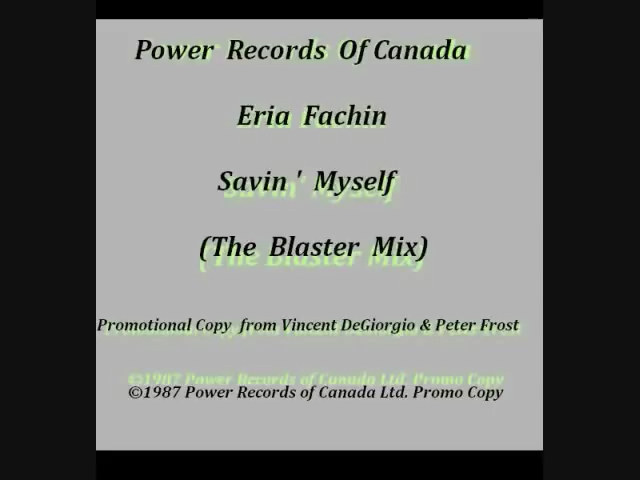 Power Records Of Canada
Eria Fachin
Savin' Myself
(The Blaster Mix)
Promotional Copy from Vincent DeGiorgio & Peter Frost
©1987 Power Records of Canada Ltd. Promo Copy